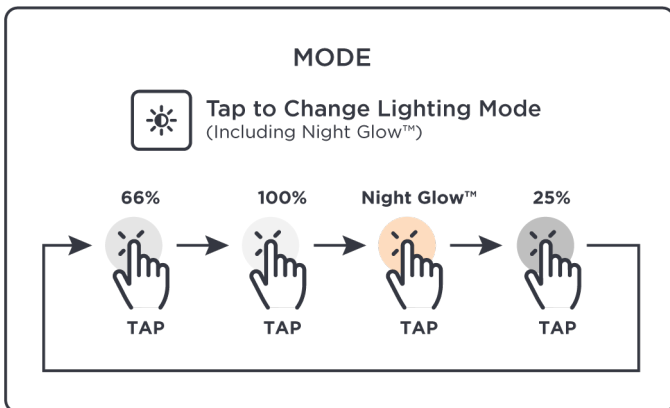 MODE
Tap to Change Lighting Mode
(Including Night Glow™)
66% 100% Night Glow™ 25%
TAP TAP TAP TAP